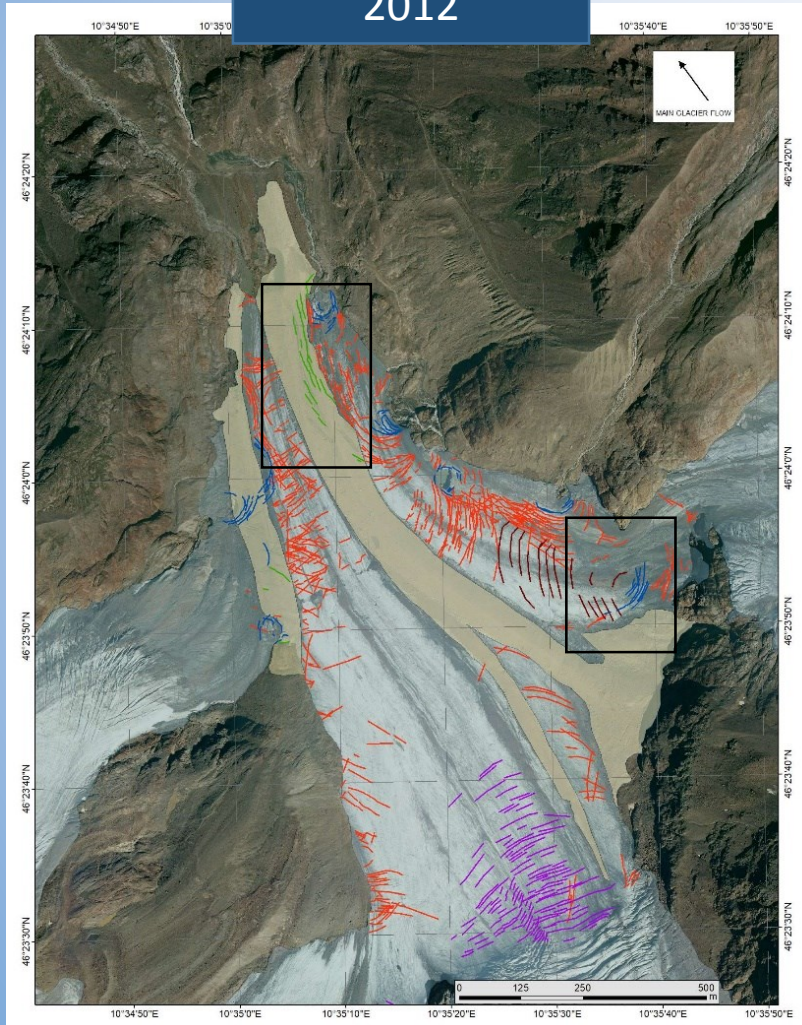 2012
10°34'50"E 10°35'0 10°35'40"E 10°35'50"E
MAIN GLACIER FLOW
46°24'20"N 46°24'20"N
46°24'10"N 46°24'10"N
46°24'0"N 46°24'0"N
46°23'50"N 46°23'50"N
46°23'40"N 46°23'40"N
46°23'30"N 46°23'30"N
0 125 250 500
m
10°34'50"E 10°35'0"E 10°35'10"E 10°35'20"E 10°35'30"E 10°35'40"E 10°35'50"E